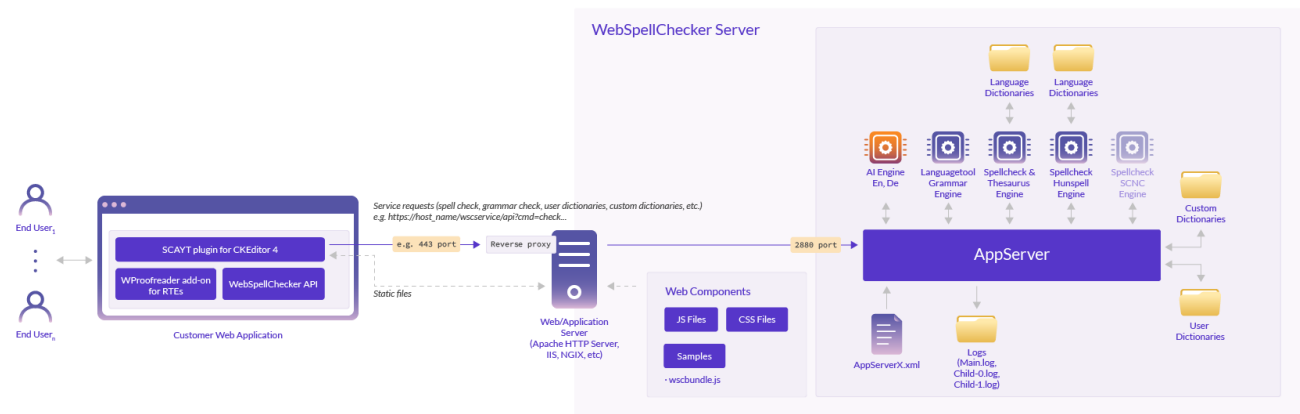 WebSpellChecker Server
Language
Dictionaries
Language
Dictionaries
AI Engine
En, De
Languagetool
Grammar
Engine
Spellcheck &
Thesaurus
Engine
Spellcheck
Hunspell
Engine
Spellcheck
SCNC
Engine
Custom
Dictionaries
End User1
End Usern
SCAYT plugin for CKEditor 4
WProofreader add-on
for RTEs
WebSpellChecker API
Customer Web Application
Service requests (spell check, grammar check, user dictionaries, custom dictionaries, etc.)
e.g. https://host_name/wscservice/api?cmd=check...
e.g. 443 port
Reverse proxy
2880 port
AppServer
Static files
Web/Application
Server
(Apache HTTP Server,
IIS, NGIX, etc)
Web Components
JS Files
CSS Files
Samples
· wscbundle.js
AppServerX.xml
Logs
(Main.log,
Child-0.log,
Child-1.log)
User
Dictionaries